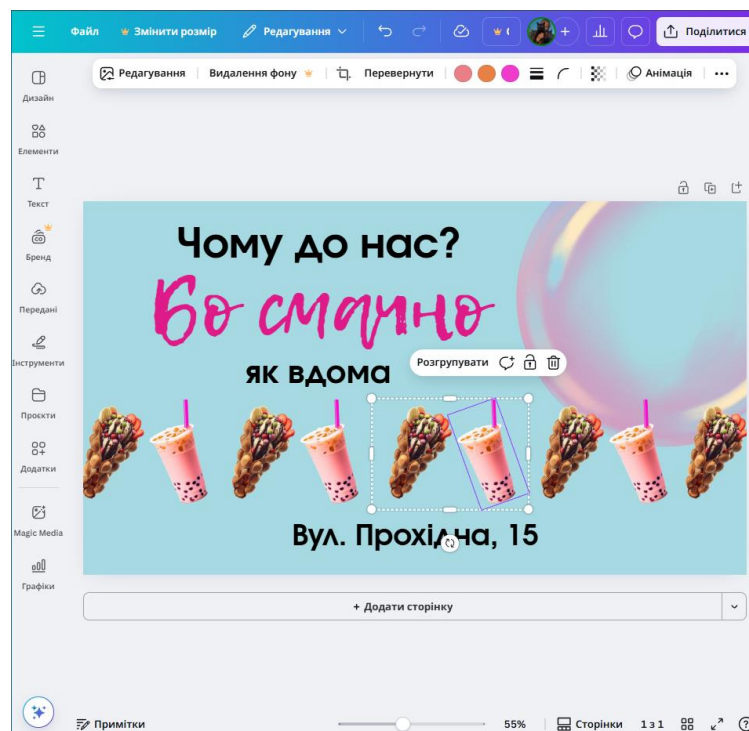 Файл Змінити розмір Редагування Поділитися
Редагування Видалення фону Перевернути Анімація
Дизайн
Елементи
Текст
Бренд
Передані
Інструменти
Проєкти
Додатки
Magic Media
Графіки
Чому до нас?
Бо смачно
як вдома
Розгрупувати
Вул. Прохідна, 15
+ Додати сторінку
Примітки 55% Сторінки 1 з 1